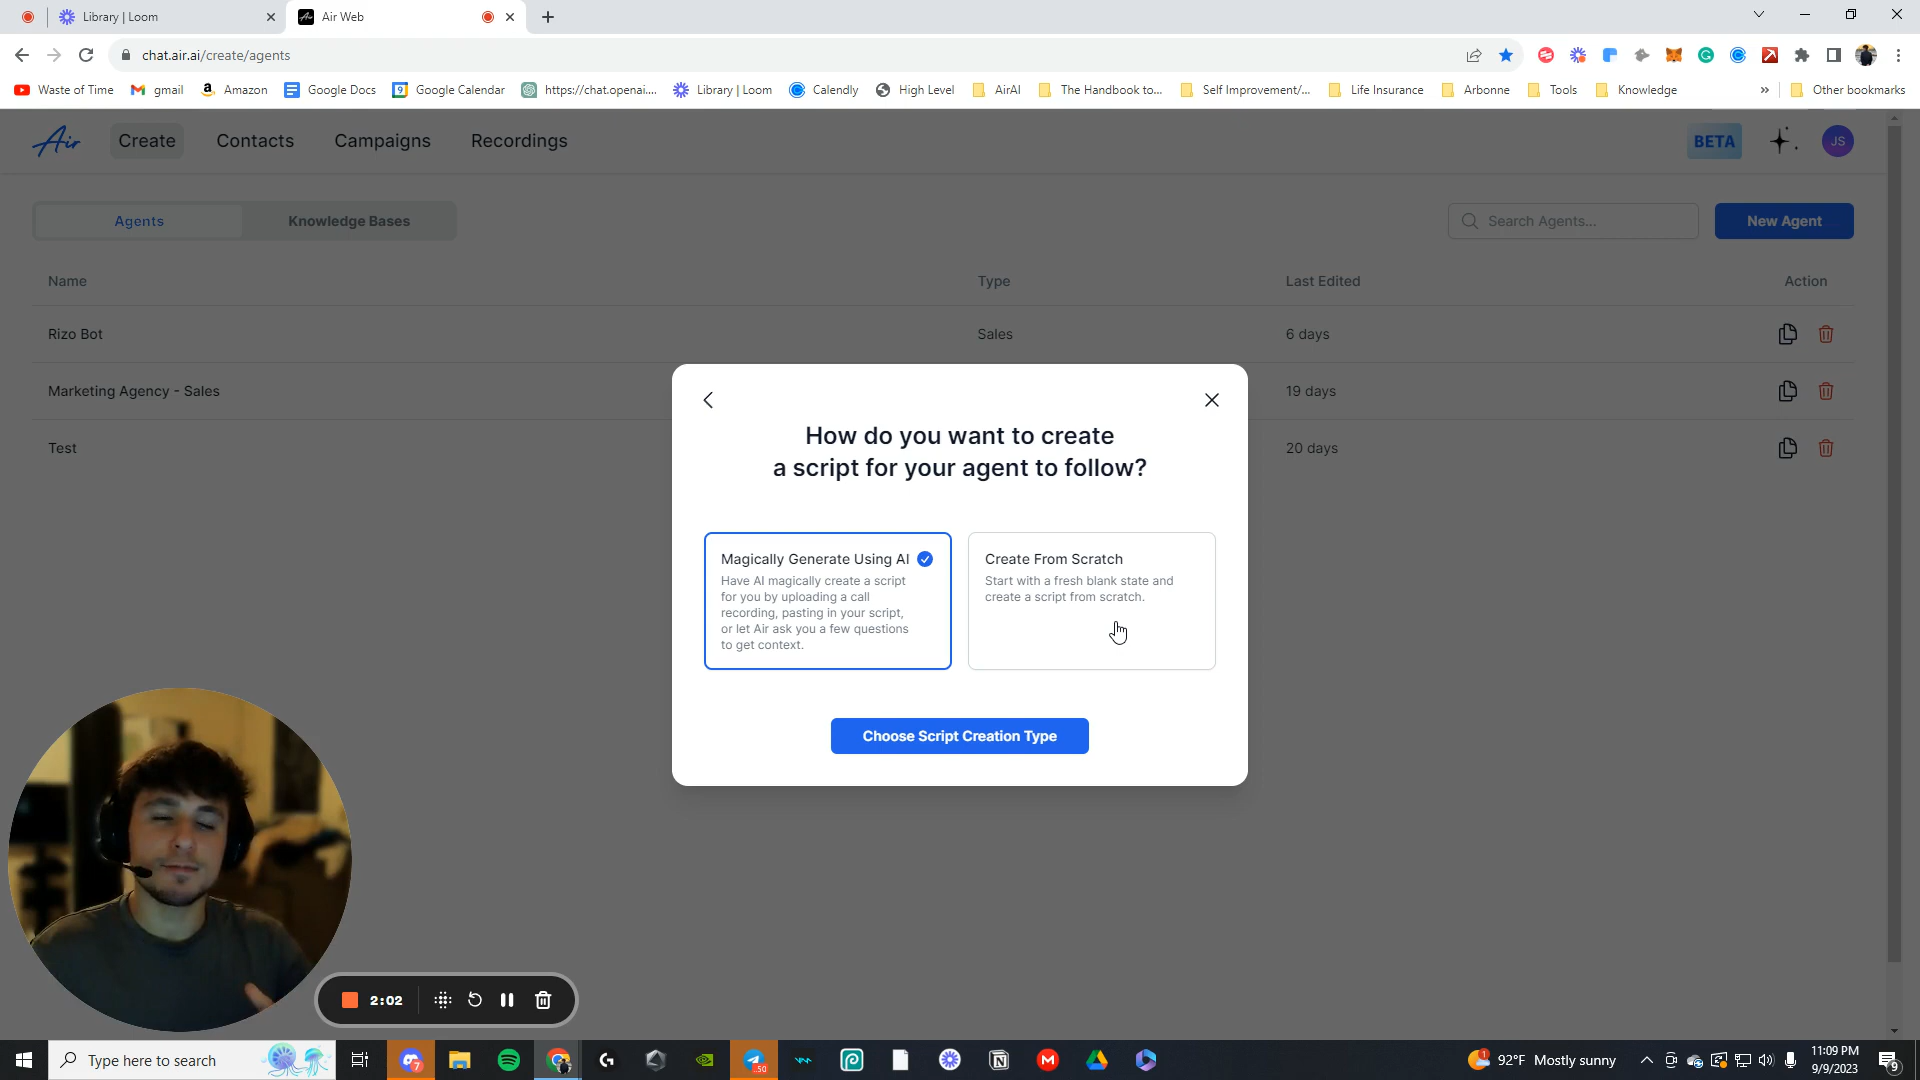 Library | Loom
Air Web
chat.air.ai/create/agents
Waste of Time
gmail
Amazon
Google Docs
Google Calendar
https://chat.openai....
Library | Loom
Calendly
High Level
AirAI
The Handbook to...
Self Improvement/...
Life Insurance
Arbonne
Tools
Knowledge
»
Other bookmarks
Air
Create
Contacts
Campaigns
Recordings
BETA
JS
Agents
Knowledge Bases
Search Agents...
New Agent
Name
Type
Last Edited
Action
Rizo Bot
Sales
6 days
Marketing Agency - Sales
19 days
Test
20 days
How do you want to create
a script for your agent to follow?
Magically Generate Using AI
Have AI magically create a script
for you by uploading a call
recording, pasting in your script,
or let Air ask you a few questions
to get context.
Create From Scratch
Start with a fresh blank state and
create a script from scratch.
Choose Script Creation Type
2:02
Type here to search
7
.50
1
92°F Mostly sunny
11:09 PM
9/9/2023
9